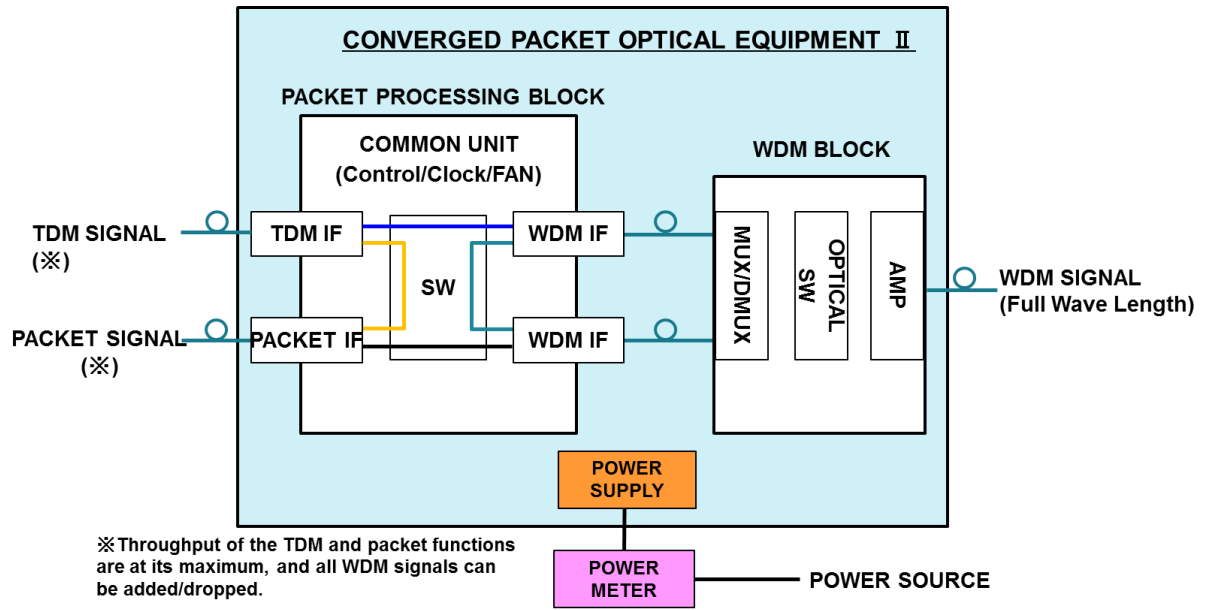 CONVERGED PACKET OPTICAL EQUIPMENT Ⅱ
PACKET PROCESSING BLOCK
COMMON UNIT
(Control/Clock/FAN)
WDM BLOCK
TDM SIGNAL
(※)
TDM IF
WDM IF
SW
PACKET SIGNAL
(※)
PACKET IF
WDM IF
MUX/DMUX
OPTICAL
SW
AMP
WDM SIGNAL
(Full Wave Length)
POWER
SUPPLY
※Throughput of the TDM and packet functions
are at its maximum, and all WDM signals can
be added/dropped.
POWER
METER
POWER SOURCE